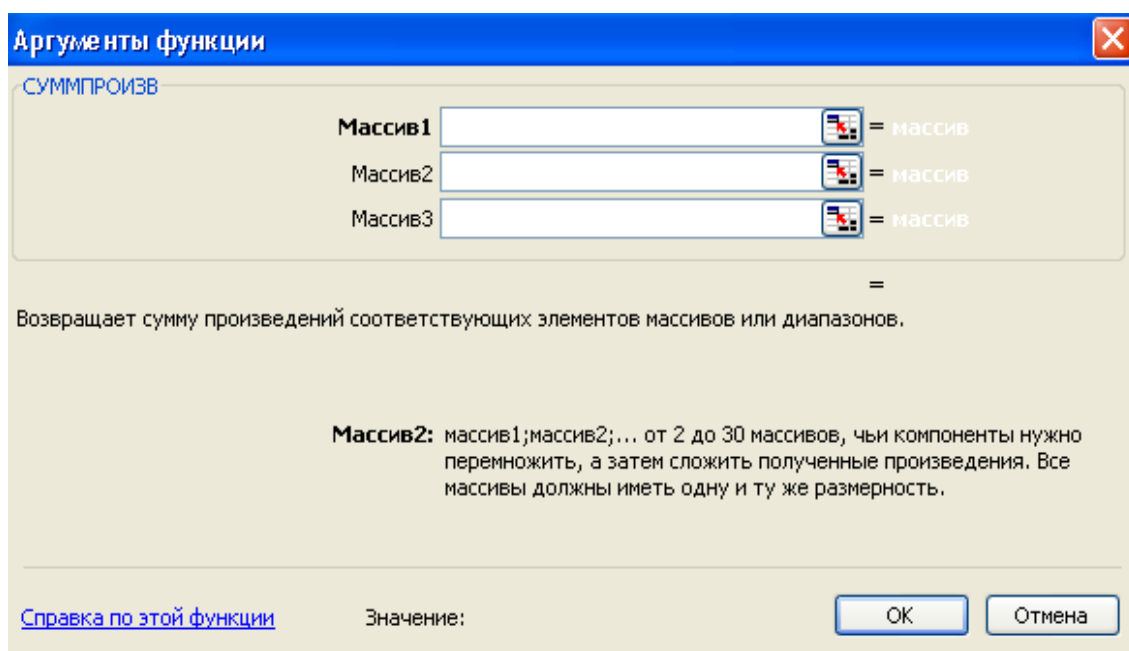 Аргументы функции
СУММПРОИЗВ
Массив1 = массив
Массив2 = массив
Массив3 = массив
=
Возвращает сумму произведений соответствующих элементов массивов или диапазонов.
Массив2: массив1;массив2;... от 2 до 30 массивов, чьи компоненты нужно
перемножить, а затем сложить полученные произведения. Все
массивы должны иметь одну и ту же размерность.
Справка по этой функции Значение: OK Отмена